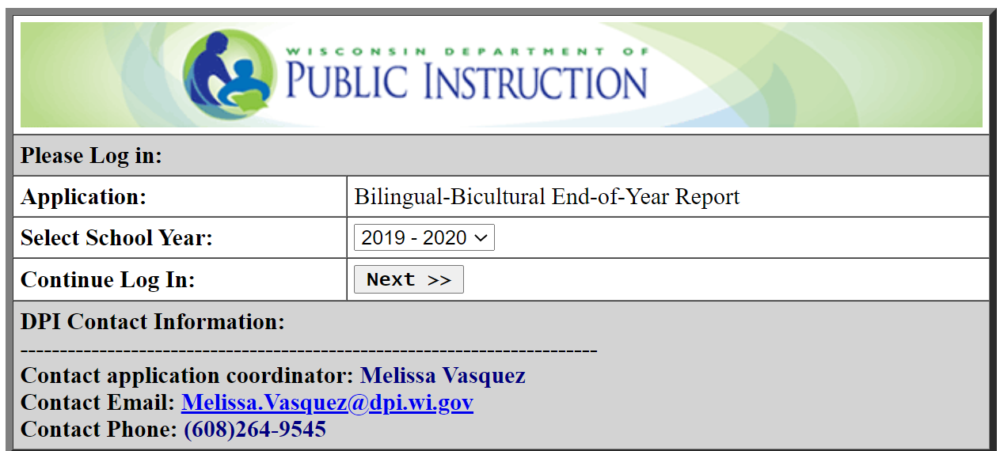 WISCONSIN DEPARTMENT OF
PUBLIC INSTRUCTION
Please Log in:
Application: Bilingual-Bicultural End-of-Year Report
Select School Year: 2019 - 2020
Continue Log In: Next >>
DPI Contact Information:
-------------------------------------------------------------------------
Contact application coordinator: Melissa Vasquez
Contact Email: Melissa.Vasquez@dpi.wi.gov
Contact Phone: (608)264-9545